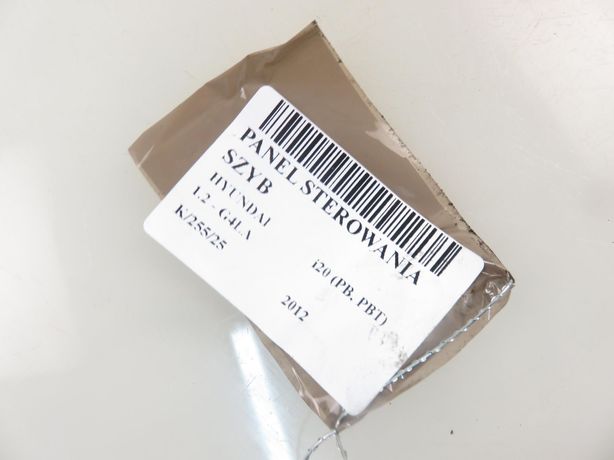 PANEL STEROWANIA
SZYB
HYUNDAI i20 (PB, PBT)
1.2 - G4LA
K/255/25 2012